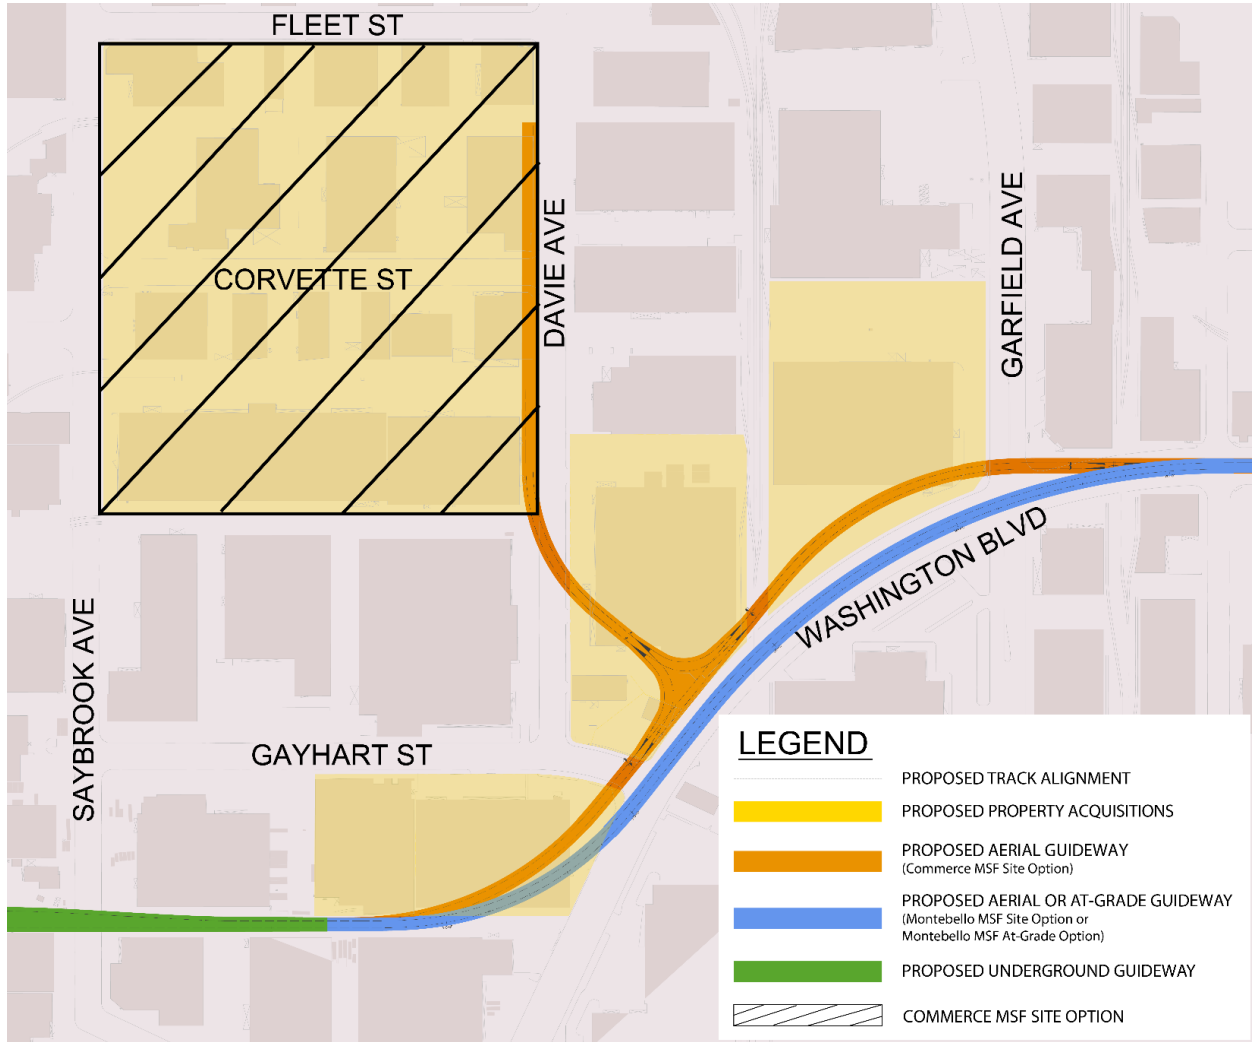 FLEET ST
DAVIE AVE
GARFIELD AVE
CORVETTE ST
WASHINGTON BLVD
SAYBROOK AVE
GAYHART ST
LEGEND
PROPOSED TRACK ALIGNMENT
PROPOSED PROPERTY ACQUISITIONS
PROPOSED AERIAL GUIDEWAY
(Commerce MSF Site Option)
PROPOSED AERIAL OR AT-GRADE GUIDEWAY
(Montebello MSF Site Option or
Montebello MSF At-Grade Option)
PROPOSED UNDERGROUND GUIDEWAY
COMMERCE MSF SITE OPTION